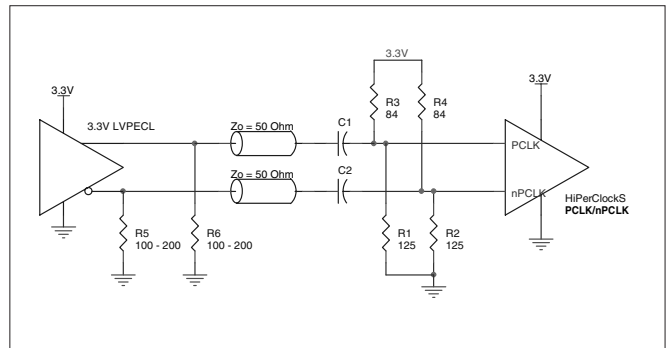 3.3V
3.3V
3.3V
3.3V LVPECL
R3
84
R4
84
Zo = 50 Ohm
C1
PCLK
Zo = 50 Ohm
C2
nPCLK
HiPerClockS
PCLK/nPCLK
R5
100 - 200
R6
100 - 200
R1
125
R2
125